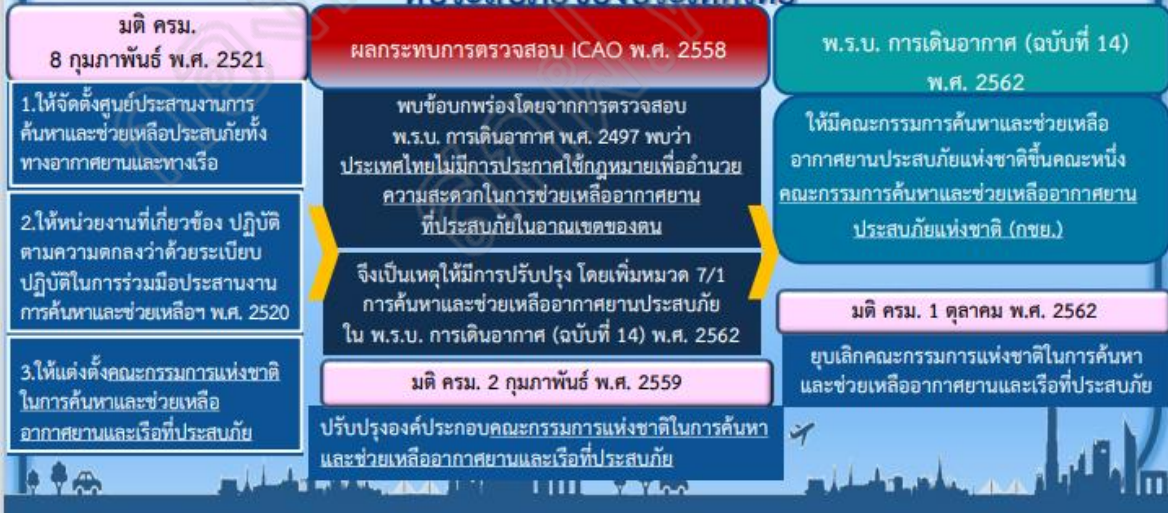 มติ ครม.
8 กุมภาพันธ์ พ.ศ. 2521
1.ให้จัดตั้งศูนย์ประสานงานการ
ค้นหาและช่วยเหลือประสบภัยทั้ง
ทางอากาศยานและทางเรือ
2.ให้หน่วยงานที่เกี่ยวข้อง ปฏิบัติ
ตามความตกลงว่าด้วยระเบียบ
ปฏิบัติในการร่วมมือประสานงาน
การค้นหาและช่วยเหลือฯ พ.ศ. 2520
3.ให้แต่งตั้งคณะกรรมการแห่งชาติ
ในการค้นหาและช่วยเหลือ
อากาศยานและเรือที่ประสบภัย
ผลกระทบการตรวจสอบ ICAO พ.ศ. 2558
พบข้อบกพร่องโดยจากการตรวจสอบ
พ.ร.บ. การเดินอากาศ พ.ศ. 2497 พบว่า
ประเทศไทยไม่มีการประกาศใช้กฎหมายเพื่ออำนวย
ความสะดวกในการช่วยเหลืออากาศยาน
ที่ประสบภัยในอาณเขตของตน
จึงเป็นเหตุให้มีการปรับปรุง โดยเพิ่มหมวด 7/1
การค้นหาและช่วยเหลืออากาศยานประสบภัย
ใน พ.ร.บ. การเดินอากาศ (ฉบับที่ 14) พ.ศ. 2562
มติ ครม. 2 กุมภาพันธ์ พ.ศ. 2559
ปรับปรุงองค์ประกอบคณะกรรมการแห่งชาติในการค้นหา
และช่วยเหลืออากาศยานและเรือที่ประสบภัย
พ.ร.บ. การเดินอากาศ (ฉบับที่ 14)
พ.ศ. 2562
ให้มีคณะกรรมการค้นหาและช่วยเหลือ
อากาศยานประสบภัยแห่งชาติขึ้นคณะหนึ่ง
คณะกรรมการค้นหาและช่วยเหลืออากาศยาน
ประสบภัยแห่งชาติ (กชย.)
มติ ครม. 1 ตุลาคม พ.ศ. 2562
ยุบเลิกคณะกรรมการแห่งชาติในการค้นหา
และช่วยเหลืออากาศยานและเรือที่ประสบภัย